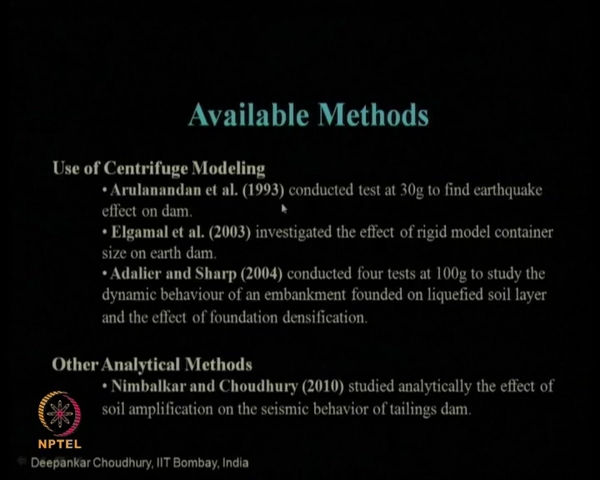 Available Methods
Use of Centrifuge Modeling
• Arulanandan et al. (1993) conducted test at 30g to find earthquake
effect on dam.
• Elgamal et al. (2003) investigated the effect of rigid model container
size on earth dam.
• Adalier and Sharp (2004) conducted four tests at 100g to study the
dynamic behaviour of an embankment founded on liquefied soil layer
and the effect of foundation densification.
Other Analytical Methods
• Nimbalkar and Choudhury (2010) studied analytically the effect of
soil amplification on the seismic behavior of tailings dam.
NPTEL
Deepankar Choudhury, IIT Bombay, India